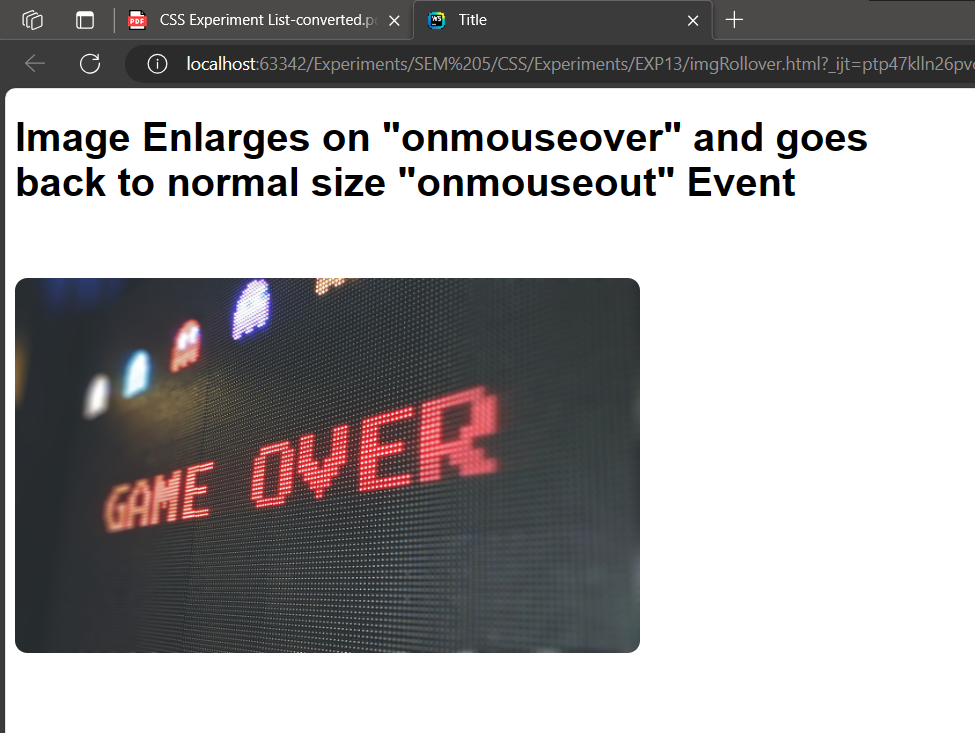 CSS Experiment List-converted.p
Title
localhost:63342/Experiments/SEM%205/CSS/Experiments/EXP13/imgRollover.html?_ijt=ptp47klln26pv
Image Enlarges on "onmouseover" and goes
back to normal size "onmouseout" Event
GAME OVER